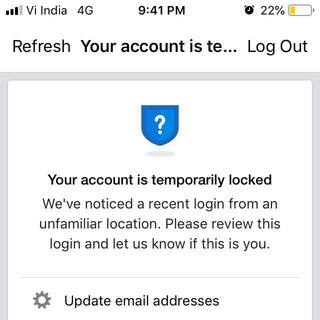 Vi India 4G 9:41 PM 22%
Refresh Your account is te... Log Out
?
Your account is temporarily locked
We've noticed a recent login from an
unfamiliar location. Please review this
login and let us know if this is you.
Update email addresses